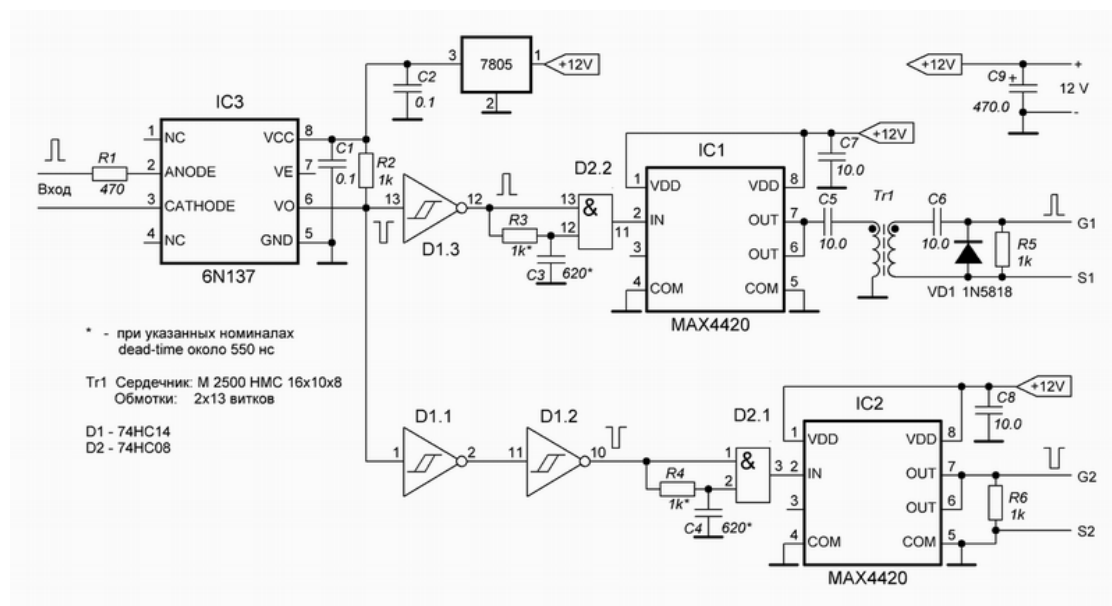 3
7805
1
+12V
2
C2
0.1
+12V
C9
+
470.0
+
12 V
-
IC3
1
NC
VCC
8
2
ANODE
VE
7
3
CATHODE
VO
6
4
NC
GND
5
6N137
Вход
R1
470
C1
0.1
R2
1k
13
12
D1.3
R3
1k*
C3
620*
D2.2
13
&
12
11
IC1
1
VDD
VDD
8
2
IN
OUT
7
3
OUT
6
4
COM
COM
5
MAX4420
+12V
C7
10.0
C5
10.0
Tr1
C6
10.0
R5
1k
VD1 1N5818
G1
S1
* - при указанных номиналах
dead-time около 550 нс
Tr1 Сердечник: М 2500 НМС 16x10x8
Обмотки: 2x13 витков
D1 - 74HC14
D2 - 74HC08
D1.1
1
2
D1.2
11
10
R4
1k*
C4
620*
D2.1
1
&
2
3
IC2
1
VDD
VDD
8
2
IN
OUT
7
3
OUT
6
4
COM
COM
5
MAX4420
+12V
C8
10.0
R6
1k
G2
S2